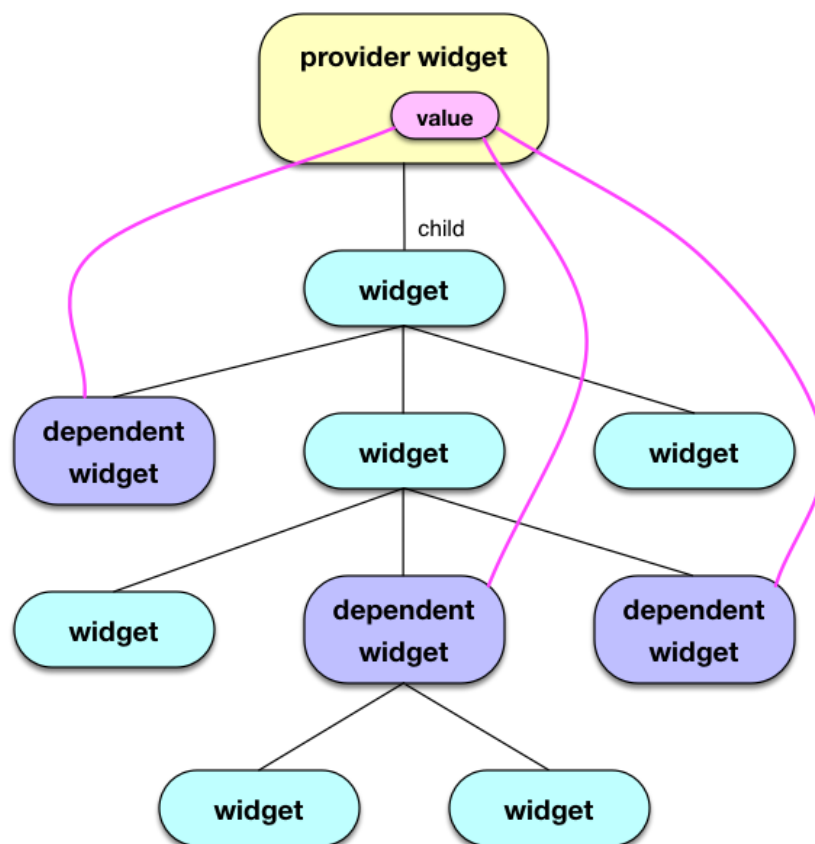 provider widget
value
child
widget
dependent
widget
widget
widget
widget
dependent
widget
dependent
widget
widget
widget